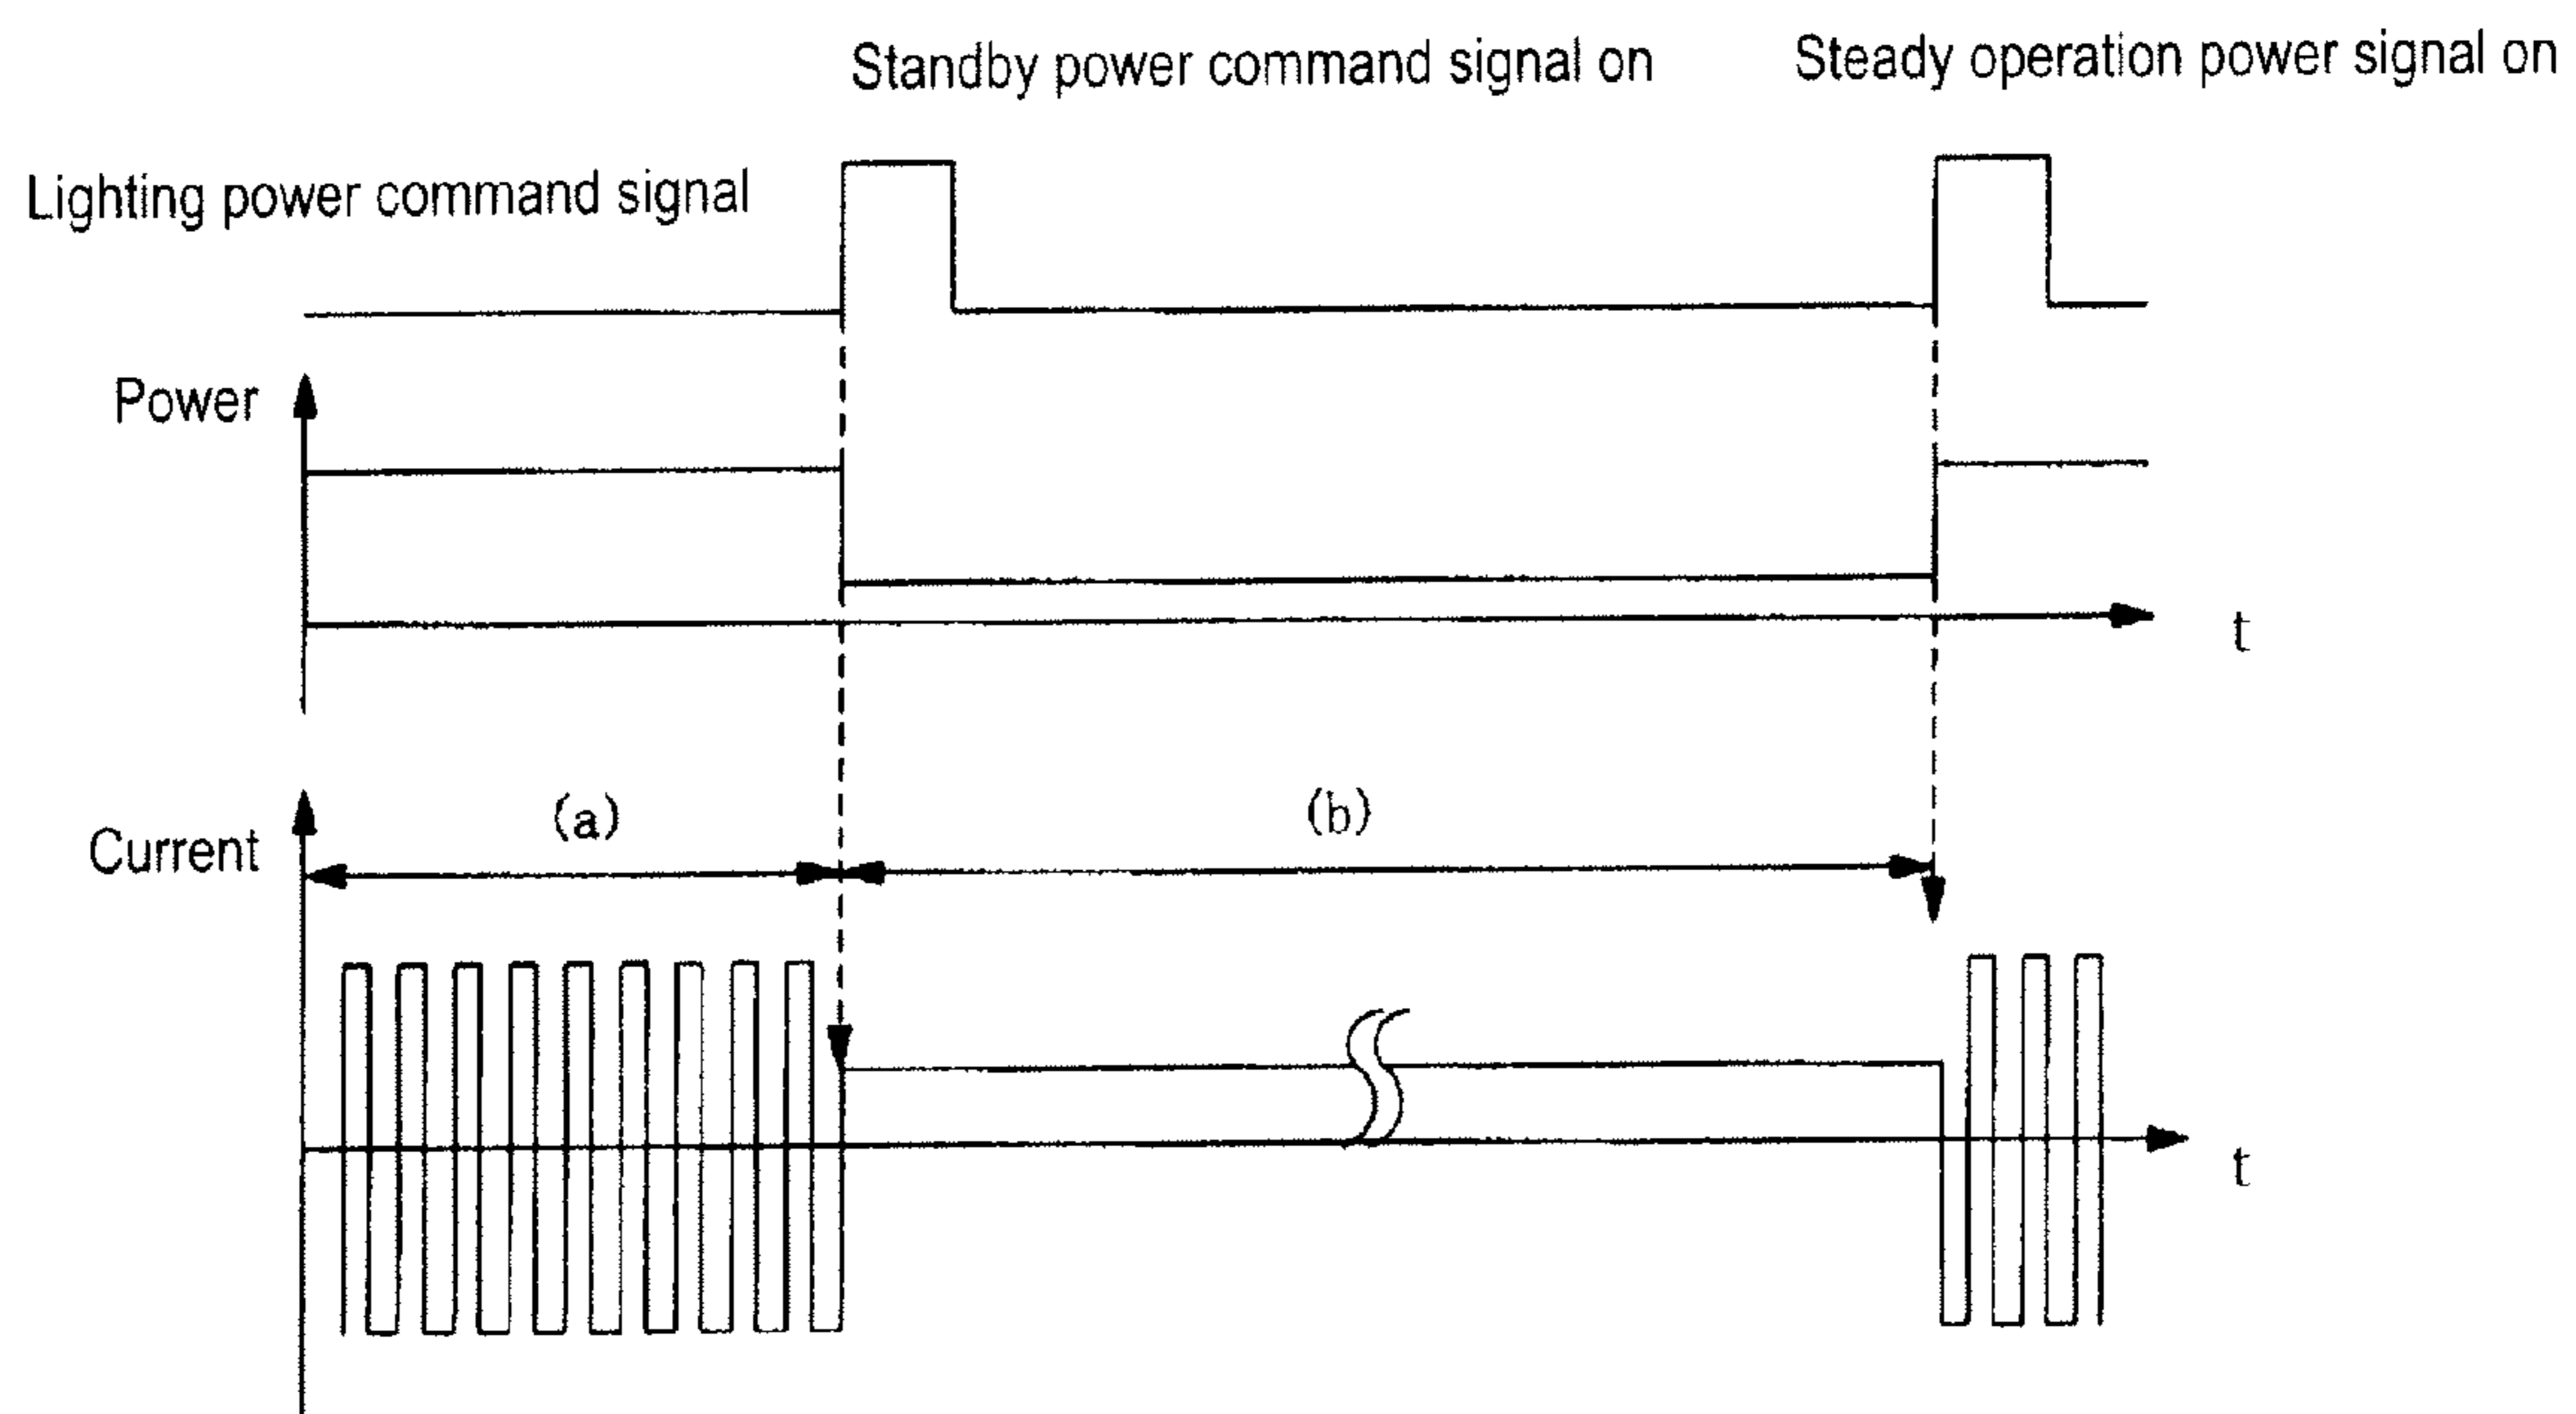 Standby power command signal on
Steady operation power signal on
Lighting power command signal
Power
t
(a)
(b)
Current
t